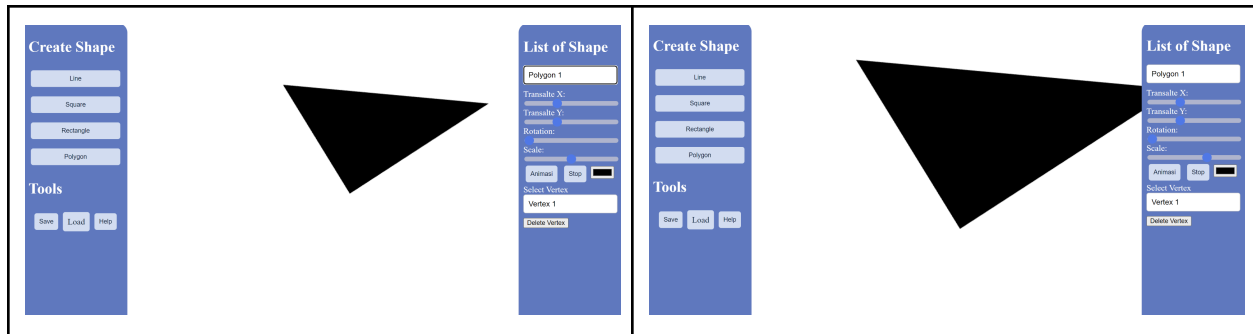 Create Shape
Line
Square
Rectangle
Polygon
Tools
Save Load Help
List of Shape
Polygon 1
Transalte X:
Transalte Y:
Rotation:
Scale:
Animasi Stop
Select Vertex
Vertex 1
Delete Vertex
Create Shape
Line
Square
Rectangle
Polygon
Tools
Save Load Help
List of Shape
Polygon 1
Transalte X:
Transalte Y:
Rotation:
Scale:
Animasi Stop
Select Vertex
Vertex 1
Delete Vertex